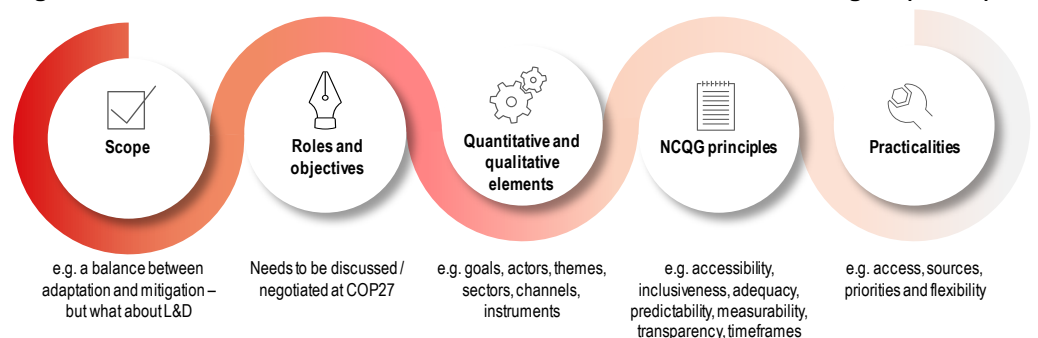 Scope
e.g. a balance between
adaptation and mitigation –
but what about L&D
Roles and
objectives
Needs to be discussed /
negotiated at COP27
Quantitative and
qualitative
elements
e.g. goals, actors, themes,
sectors, channels,
instruments
NCQG principles
e.g. accessibility,
inclusiveness, adequacy,
predictability, measurability,
transparency, timeframes
Practicalities
e.g. access, sources,
priorities and flexibility